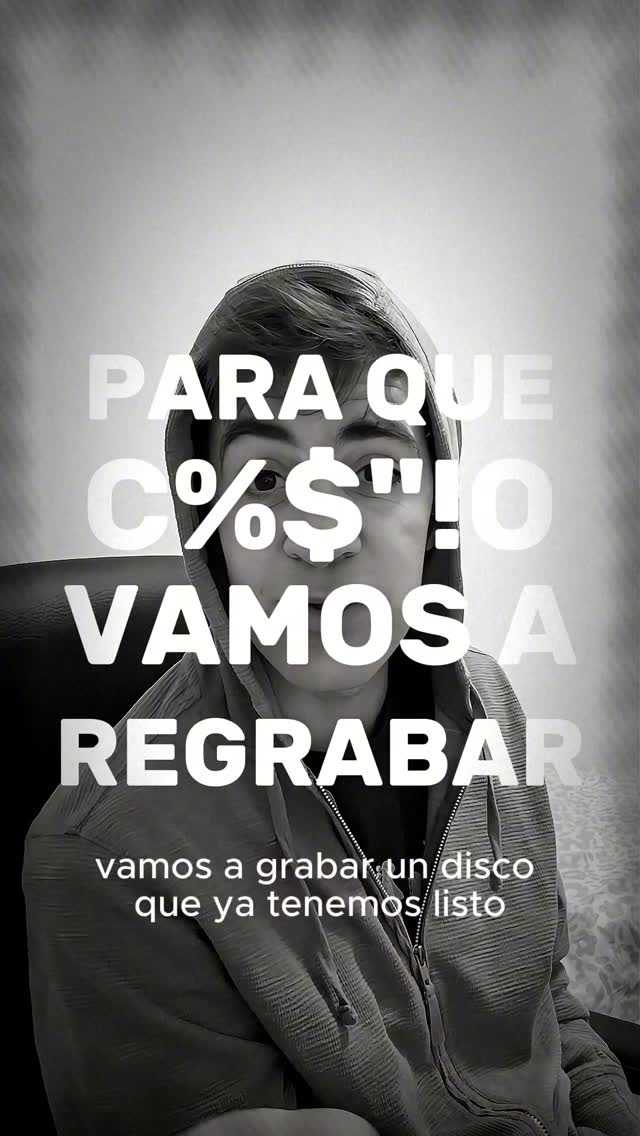 PARA QUE
C%$"!O
VAMOS A
REGRABAR
vamos a grabar un disco
que ya tenemos listo